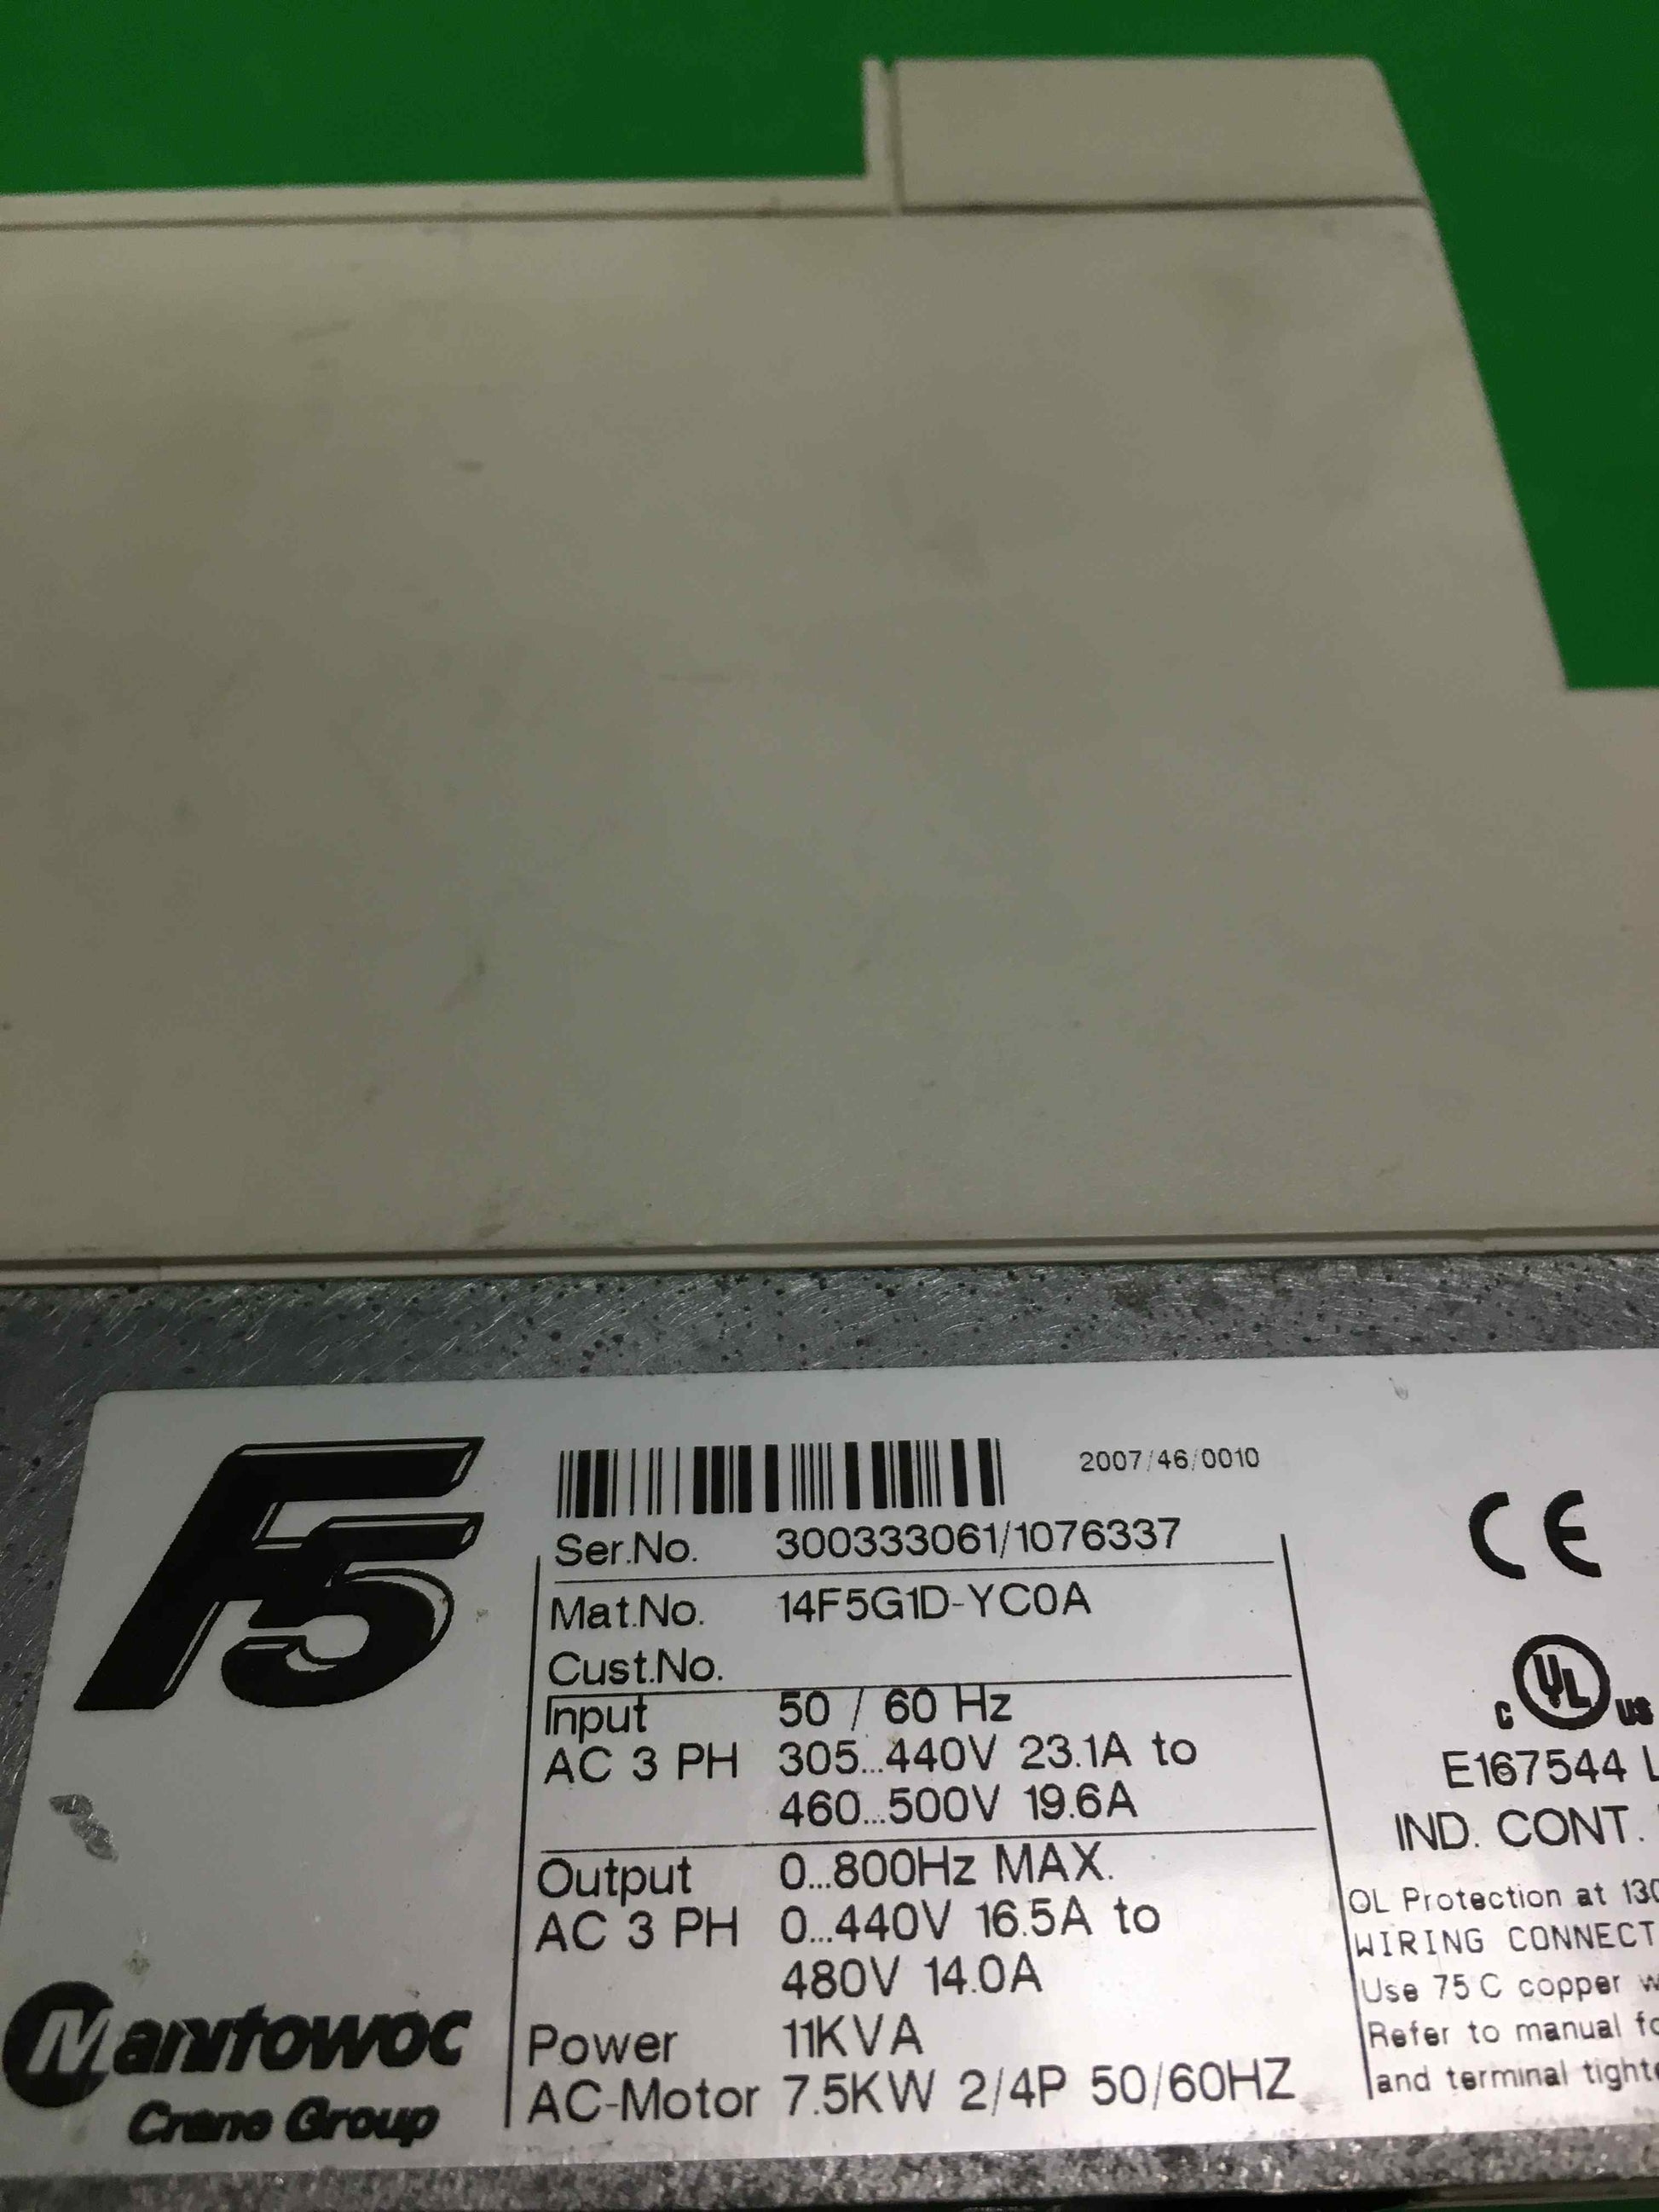 F5
2007/46/0010
Ser.No. 300333061/1076337
Mat.No. 14F5G1D-YC0A
Cust.No.
Input 50 / 60 Hz
AC 3 PH 305...440V 23.1A to
460...500V 19.6A
Output 0...800Hz MAX.
AC 3 PH 0...440V 16.5A to
480V 14.0A
Power 11KVA
AC-Motor 7.5KW 2/4P 50/60HZ
Manitowoc
Crane Group
CE
c UL us
E167544 L
IND. CONT.
OL Protection at 130
WIRING CONNECT
Use 75 C copper w
Refer to manual fo
and terminal tighte